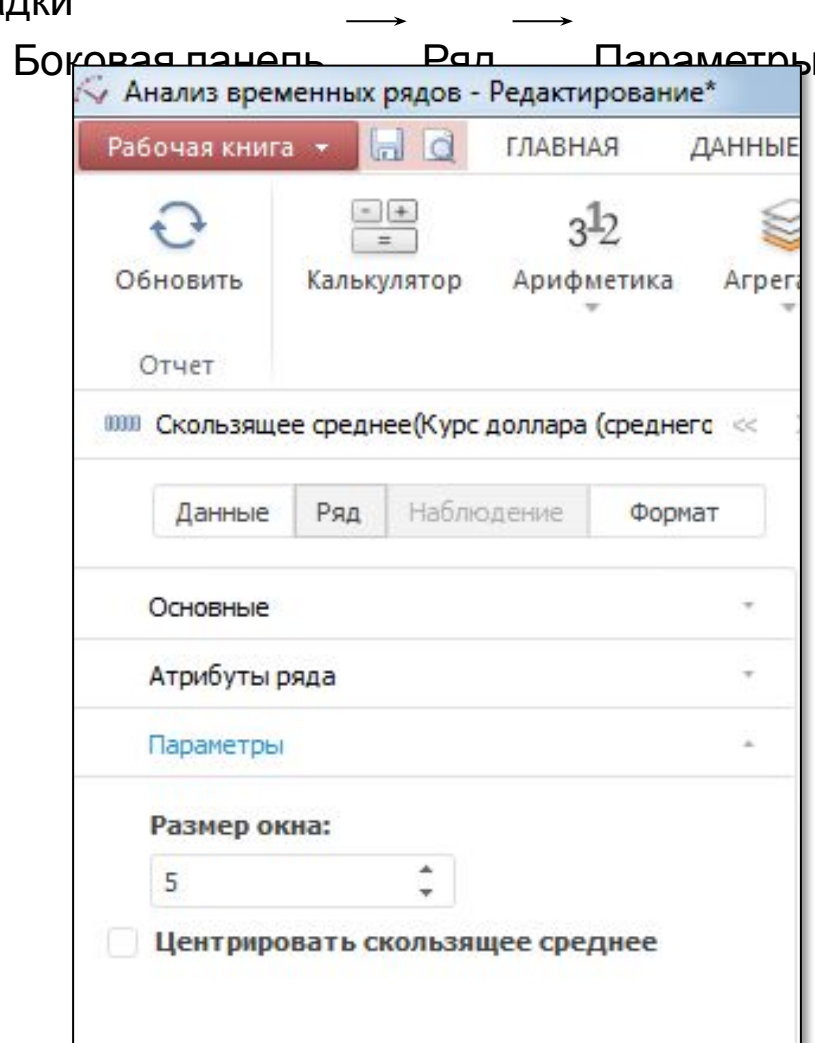 Боковая панель → Ряд → Параметры
Анализ временных рядов - Редактирование*
Рабочая книга ГЛАВНАЯ ДАННЫЕ
Обновить Калькулятор Арифметика
Отчет
Скользящее среднее(Курс доллара (среднего <<
Данные Ряд Наблюдение Формат
Основные
Атрибуты ряда
Параметры
Размер окна:
5
Центрировать скользящее среднее